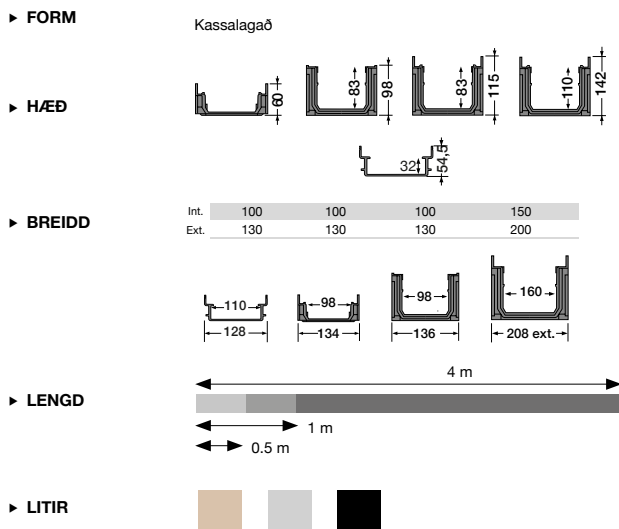 ▶ FORM
Kassalagað
▶ HÆÐ
60 83 98 83 115 110 142
32 54,5
▶ BREIDD
Int. 100 100 100 150
Ext. 130 130 130 200
110 98 98 160
128 134 136 208 ext.
▶ LENGD
4 m
1 m
0.5 m
▶ LITIR